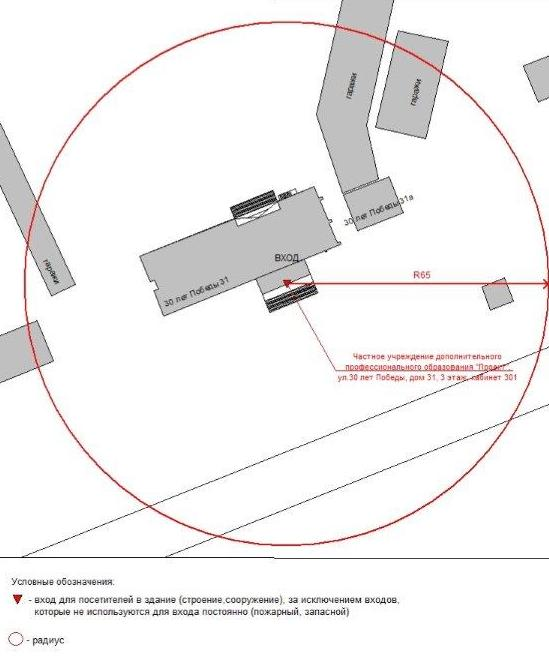 гаражи
гаражи
30 лет Победы 31а
гаражи
ВХОД
30 лет Победы 31
R65
Частное учреждение дополнительного
профессионального образования "Проект",
ул.30 лет Победы, дом 31, 3 этаж, кабинет 301
Условные обозначения:
- вход для посетителей в здание (строение,сооружение), за исключением входов,
которые не используются для входа постоянно (пожарный, запасной)
- радиус